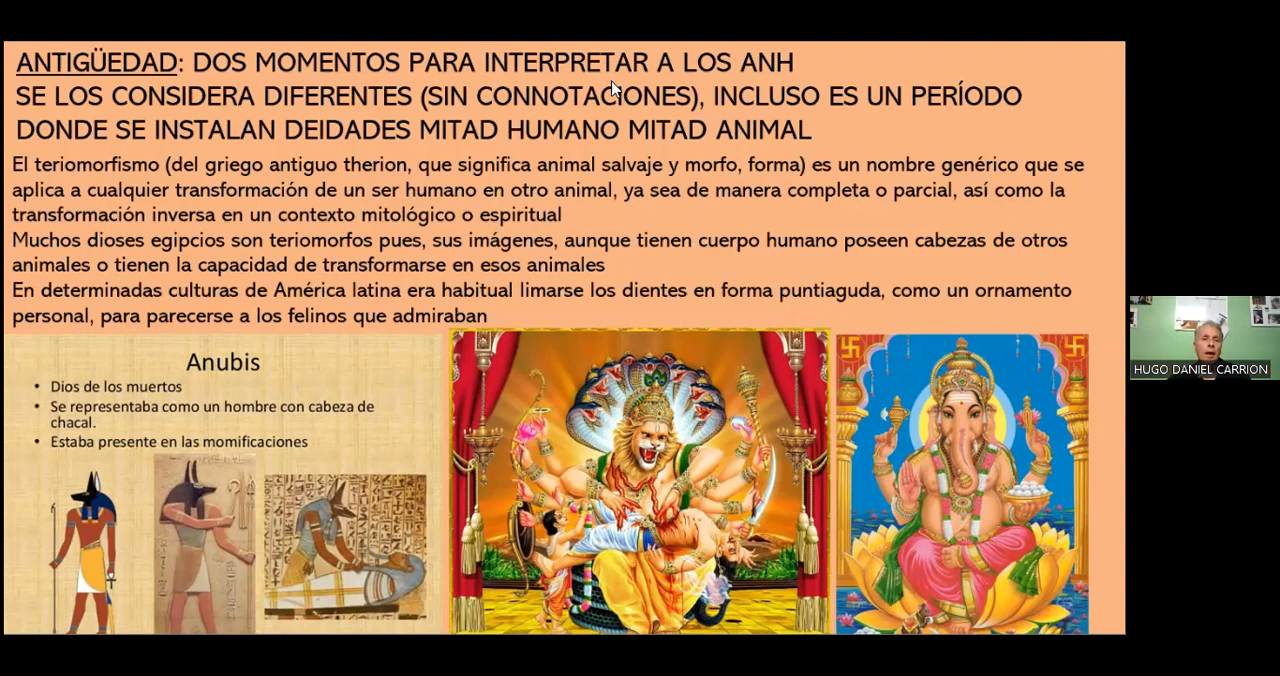 ANTIGÜEDAD: DOS MOMENTOS PARA INTERPRETAR A LOS ANH
SE LOS CONSIDERA DIFERENTES (SIN CONNOTACIONES), INCLUSO ES UN PERÍODO
DONDE SE INSTALAN DEIDADES MITAD HUMANO MITAD ANIMAL
El teriomorfismo (del griego antiguo therion, que significa animal salvaje y morfo, forma) es un nombre genérico que se
aplica a cualquier transformación de un ser humano en otro animal, ya sea de manera completa o parcial, así como la
transformación inversa en un contexto mitológico o espiritual
Muchos dioses egipcios son teriomorfos pues, sus imágenes, aunque tienen cuerpo humano poseen cabezas de otros
animales o tienen la capacidad de transformarse en esos animales
En determinadas culturas de América latina era habitual limarse los dientes en forma puntiaguda, como un ornamento
personal, para parecerse a los felinos que admiraban
Anubis
• Dios de los muertos
• Se representaba como un hombre con cabeza de
chacal.
• Estaba presente en las momificaciones
HUGO DANIEL CARRION